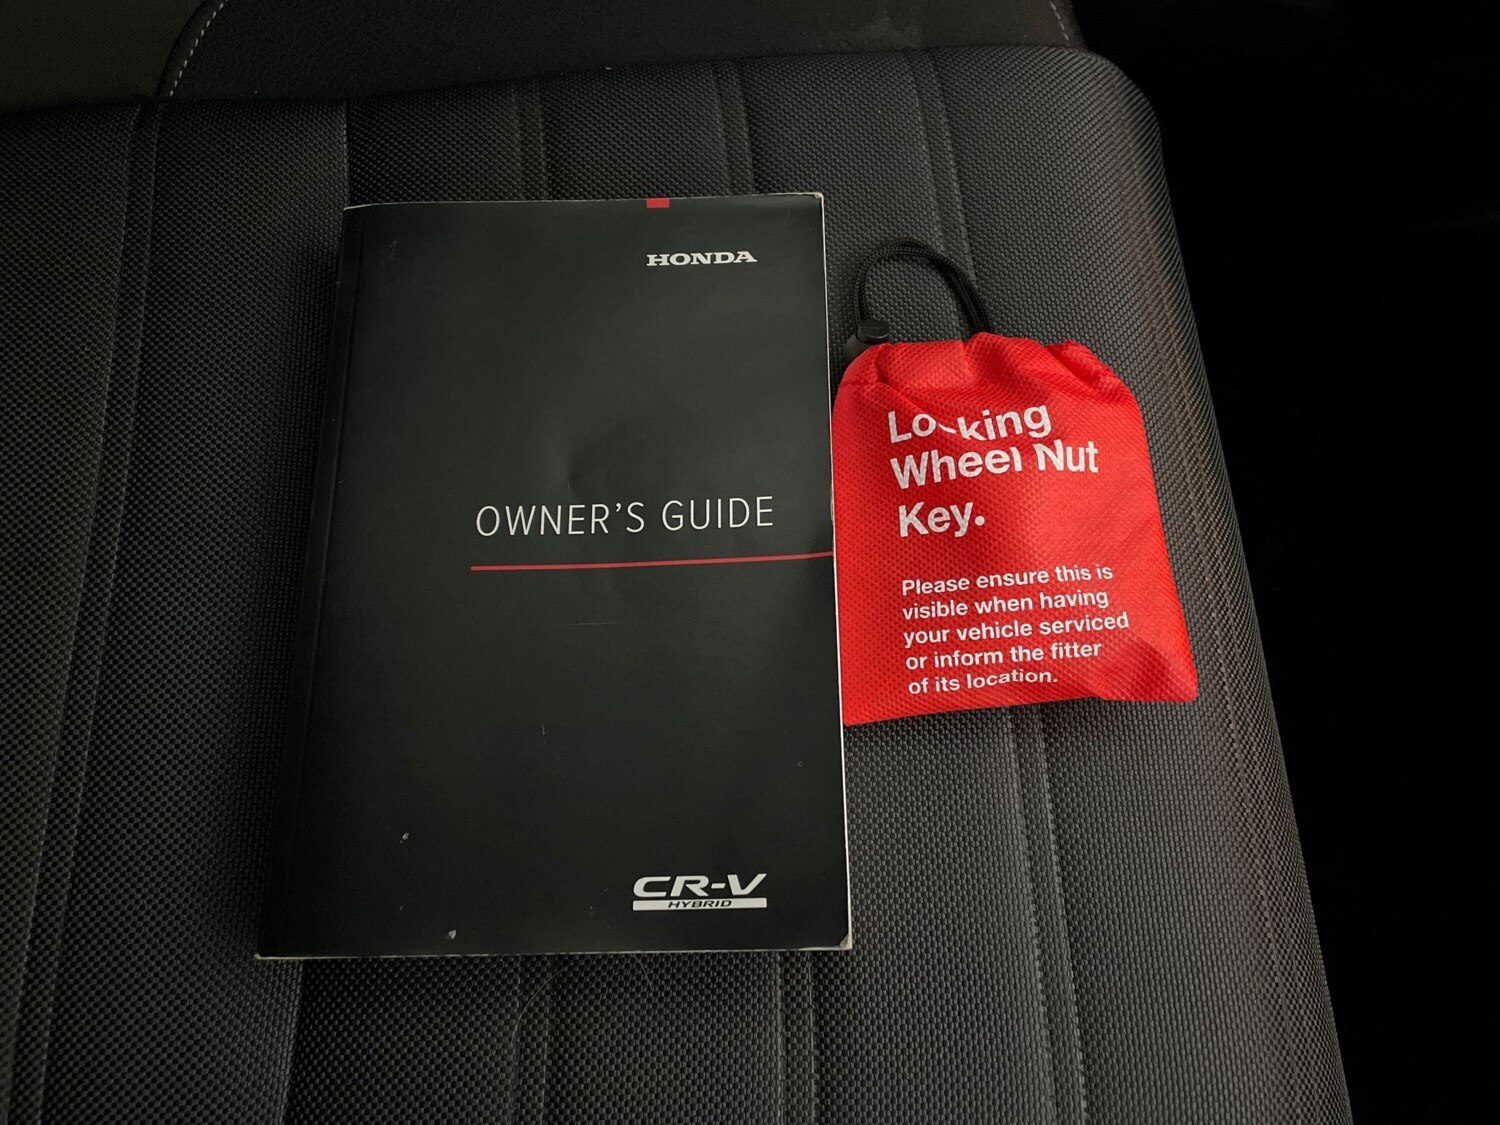 HONDA
OWNER'S GUIDE
CR-V
HYBRID
Locking
Wheel Nut
Key.
Please ensure this is
visible when having
your vehicle serviced
or inform the fitter
of its location.